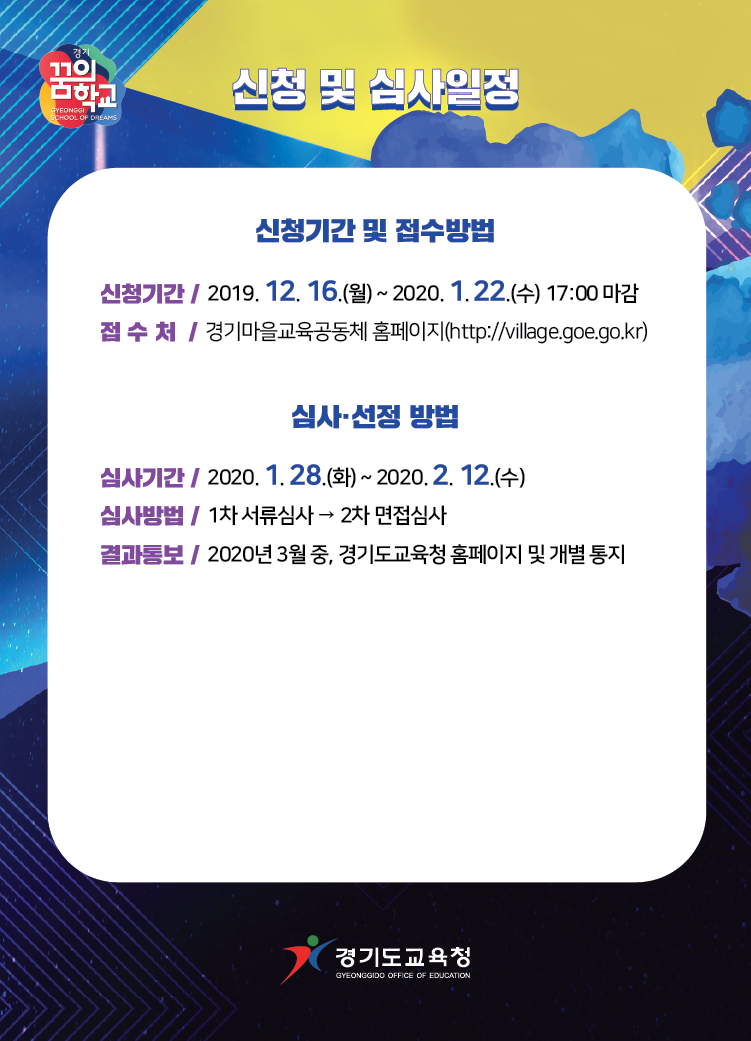 경기
꿈의
학교
GYEONGGI
SCHOOL OF DREAMS
신청 및 심사일정
신청기간 및 접수방법
신청기간 / 2019. 12. 16.(월) ~ 2020. 1. 22.(수) 17:00 마감
접 수 처 / 경기마을교육공동체 홈페이지(http://village.goe.go.kr)
심사·선정 방법
심사기간 / 2020. 1. 28.(화) ~ 2020. 2. 12.(수)
심사방법 / 1차 서류심사 → 2차 면접심사
결과통보 / 2020년 3월 중, 경기도교육청 홈페이지 및 개별 통지
경기도교육청
GYEONGGIDO OFFICE OF EDUCATION